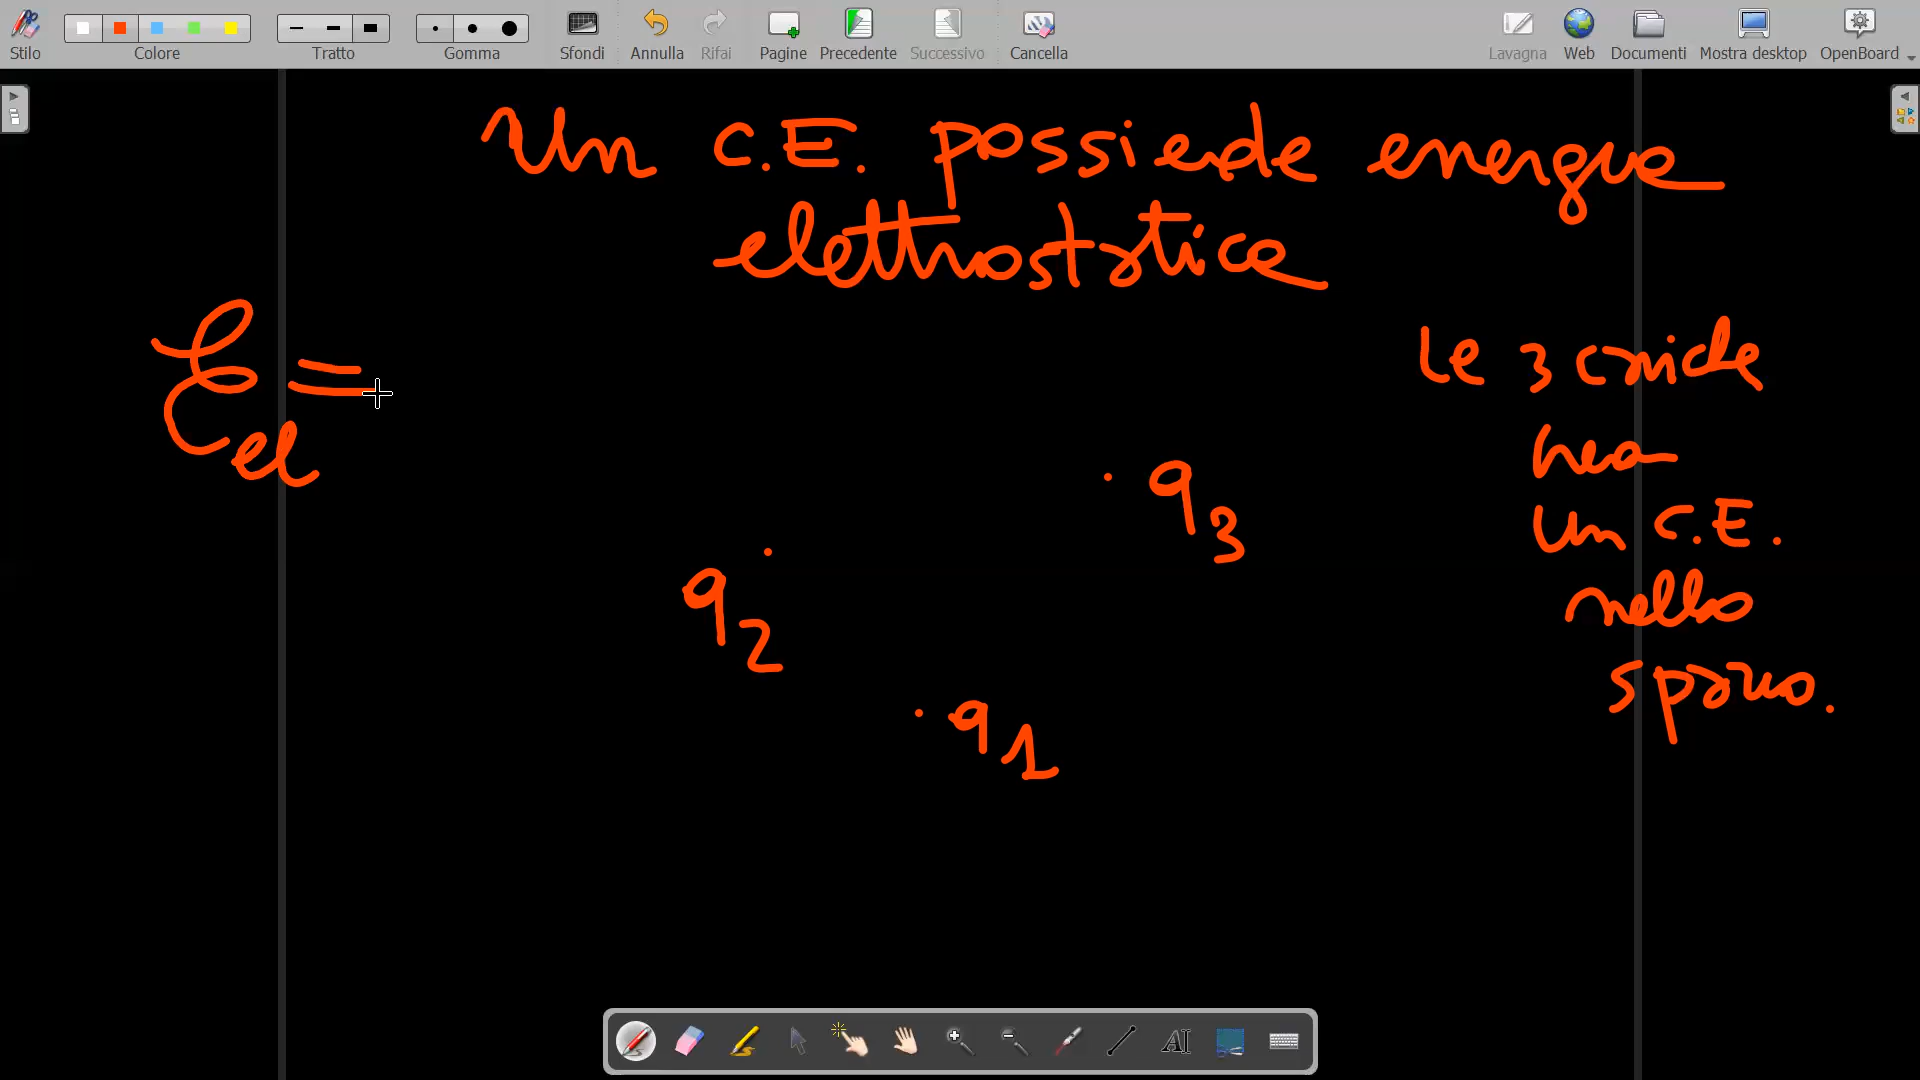 Stilo Colore Tratto Gomma Sfondi Annulla Rifai Pagine Precedente Successivo Cancella Lavagna Web Documenti Mostra desktop OpenBoard
Un C.E. possiede energia
elettrostatica
E el =
le 3 cariche
un C.E.
nello
spazio.
q3
q2
q1
AI